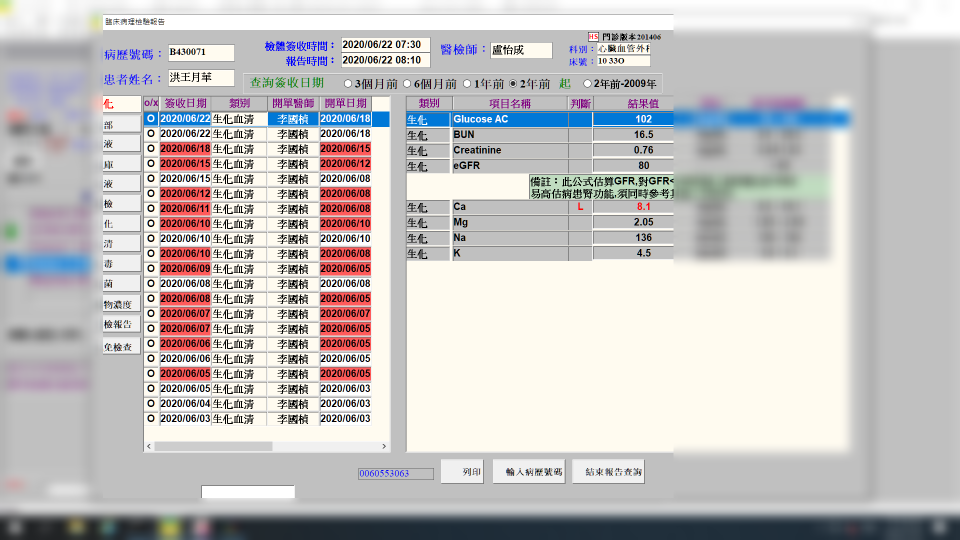 臨床病理檢驗報告
HS 門診版本201406
病歷號碼： B430071 檢體簽收時間： 2020/06/22 07:30 醫檢師： 盧怡成 科別： 心臟血管外科
報告時間： 2020/06/22 08:10 床號： 10 33O
患者姓名： 洪王月華 查詢簽收日期 3個月前 6個月前 1年前 2年前 起 2年前-2009年
化
部
液
庫
液
檢
化
清
毒
菌
物濃度
檢報告
免檢查
o/x 簽收日期 類別 開單醫師 開單日期
O 2020/06/22 生化血清 李國楨 2020/06/18
O 2020/06/22 生化血清 李國楨 2020/06/18
O 2020/06/18 生化血清 李國楨 2020/06/15
O 2020/06/15 生化血清 李國楨 2020/06/12
O 2020/06/15 生化血清 李國楨 2020/06/08
O 2020/06/12 生化血清 李國楨 2020/06/08
O 2020/06/11 生化血清 李國楨 2020/06/08
O 2020/06/10 生化血清 李國楨 2020/06/10
O 2020/06/10 生化血清 李國楨 2020/06/10
O 2020/06/10 生化血清 李國楨 2020/06/08
O 2020/06/09 生化血清 李國楨 2020/06/05
O 2020/06/08 生化血清 李國楨 2020/06/08
O 2020/06/08 生化血清 李國楨 2020/06/05
O 2020/06/07 生化血清 李國楨 2020/06/05
O 2020/06/07 生化血清 李國楨 2020/06/05
O 2020/06/06 生化血清 李國楨 2020/06/05
O 2020/06/06 生化血清 李國楨 2020/06/05
O 2020/06/05 生化血清 李國楨 2020/06/05
O 2020/06/05 生化血清 李國楨 2020/06/03
O 2020/06/04 生化血清 李國楨 2020/06/03
O 2020/06/03 生化血清 李國楨 2020/06/03
類別 項目名稱 判斷 結果值
生化 Glucose AC 102
生化 BUN 16.5
生化 Creatinine 0.76
生化 eGFR 80
備註：此公式估算GFR,對GFR<
易高估病患腎功能,須同時參考
生化 Ca L 8.1
生化 Mg 2.05
生化 Na 136
生化 K 4.5
0060553063 列印 輸入病歷號碼 結束報告查詢